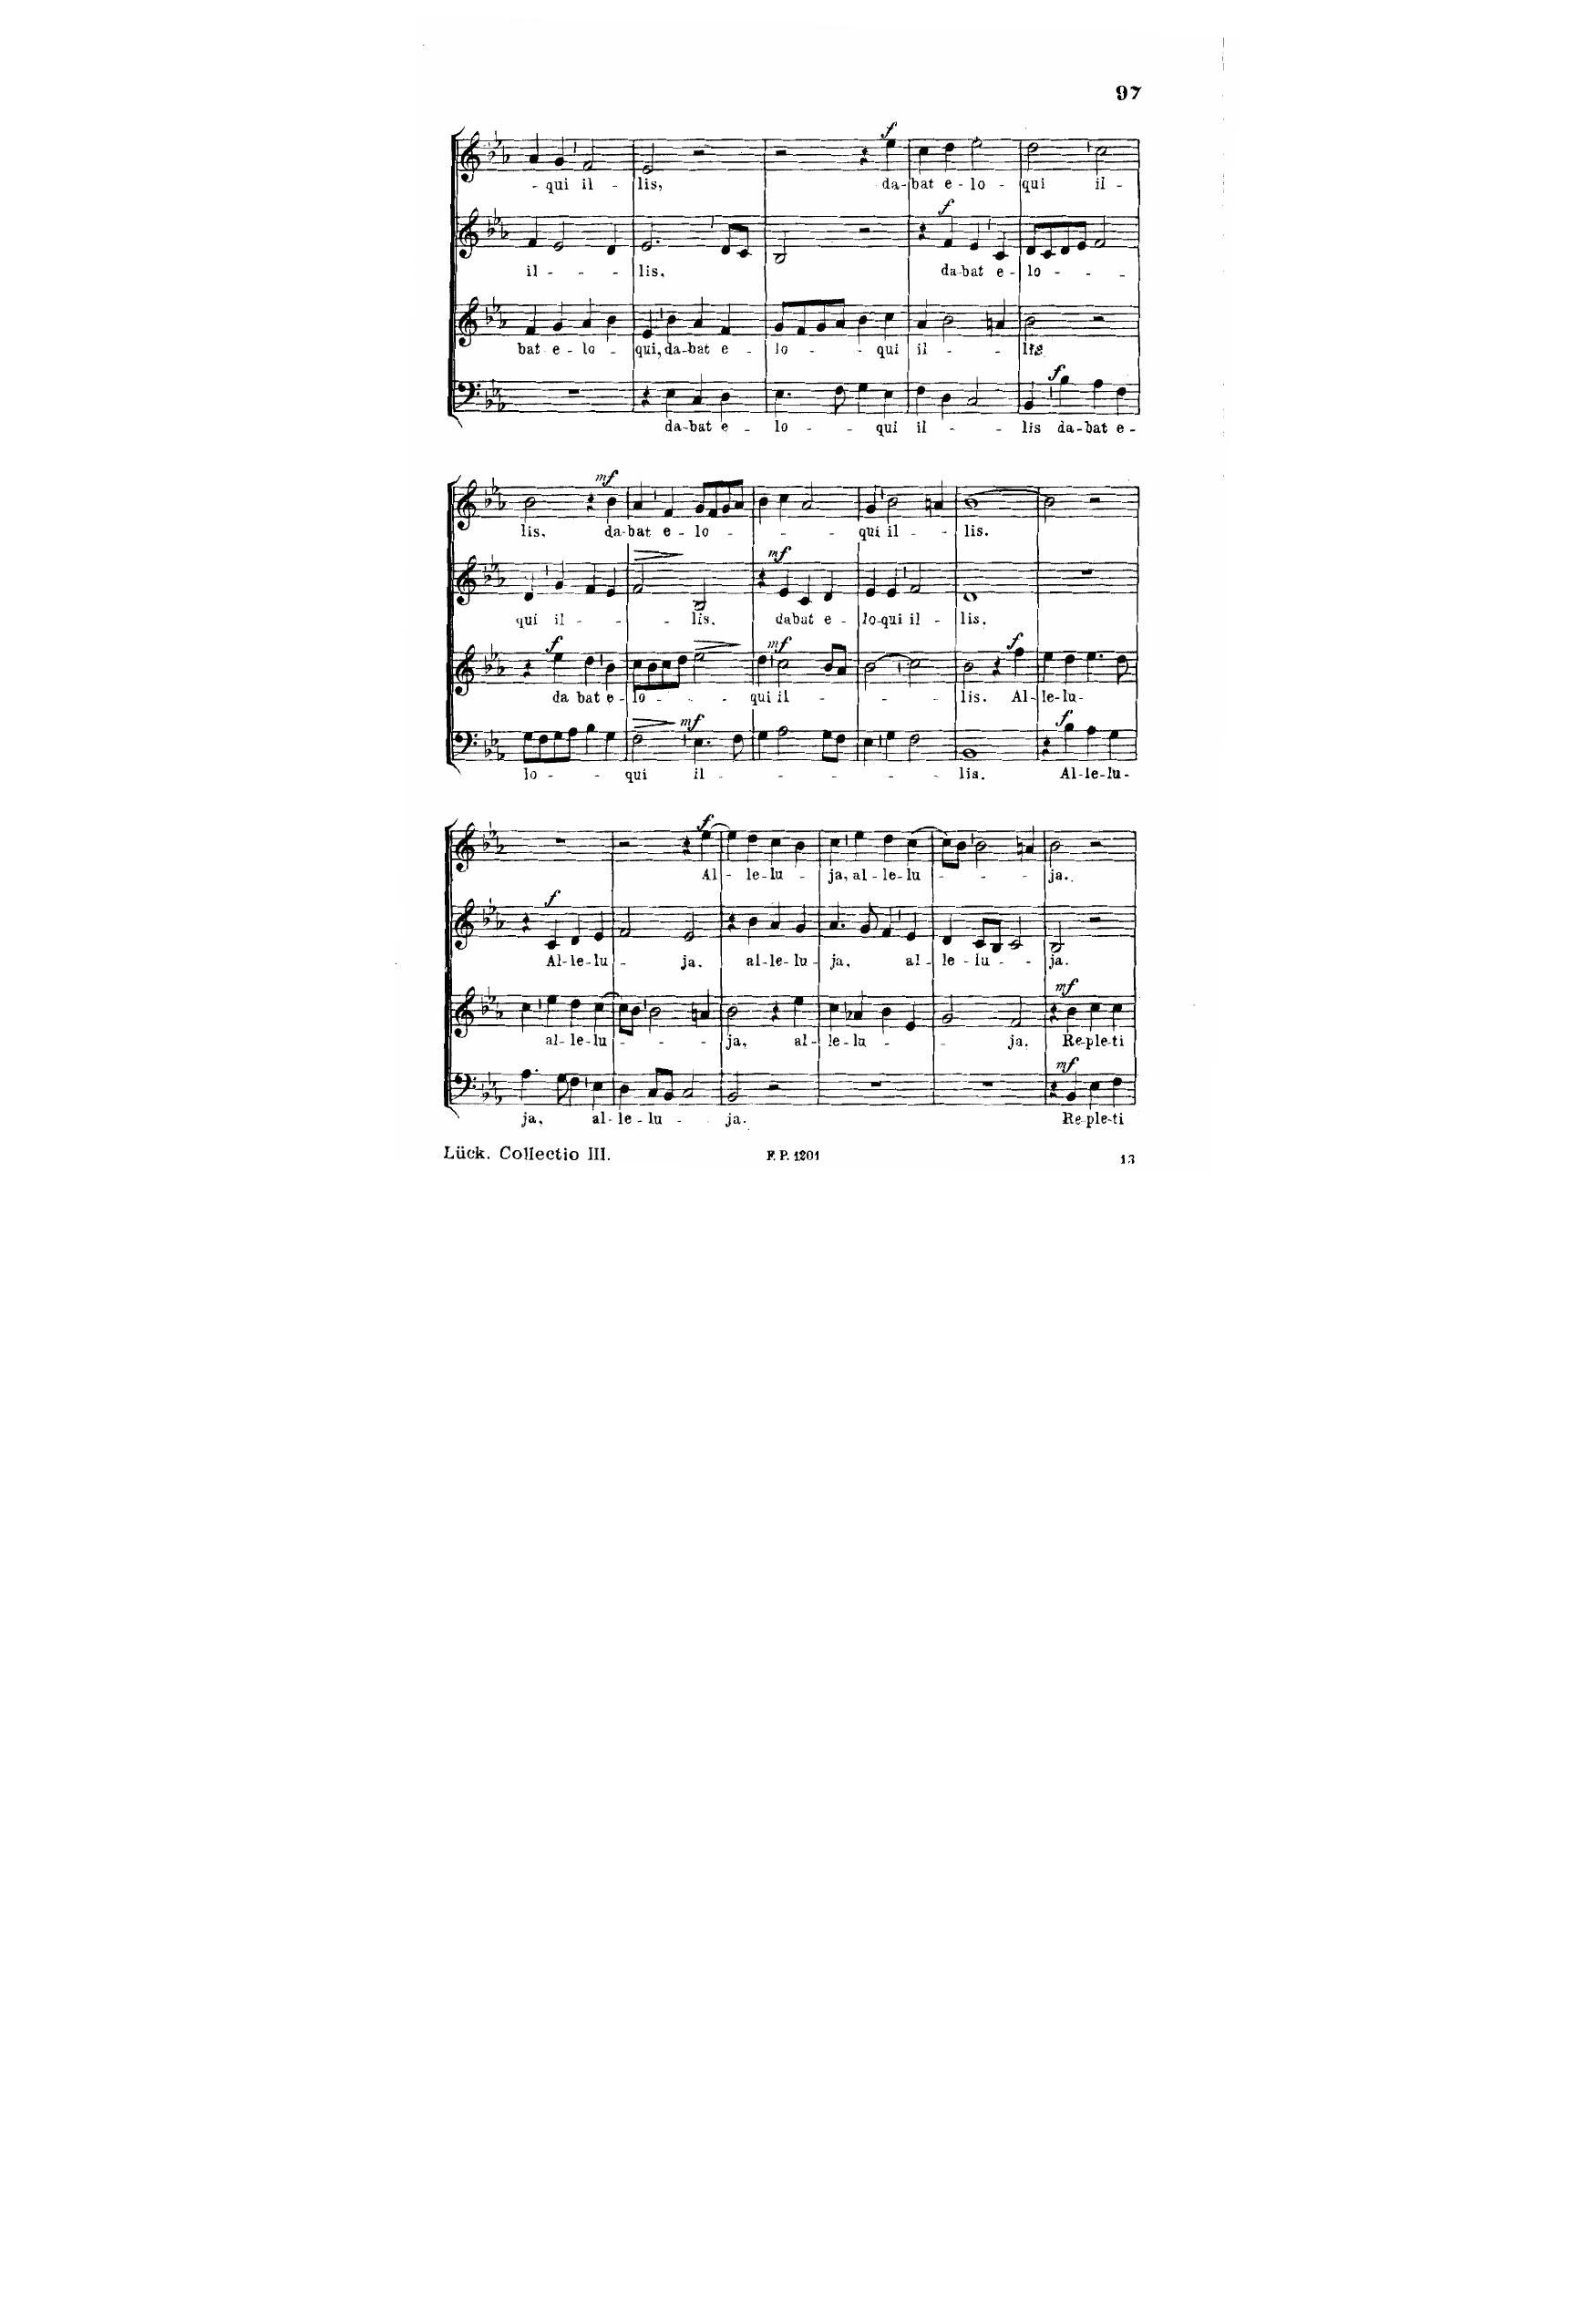 97
f
- qui il - lis, da- bat e - lo - qui il -
f
il - - - lis. da-bat e- lo - - -
bat e - lo - qui, da-bat e - lo - - qui il - - lis
f
da-bat e - lo - - qui il - - lis da-bat e -
mf
lis. da-bat e - lo - - - - qui il - - lis.
mf
qui il - - - lis. dabat e - lo-qui il - lis.
f mf f
da bat e- lo - - - qui il - - - lis. Al- le-lu-
mf f
lo - - qui il - - - - - lis. Al-le-lu-
f
Al - le-lu - ja, al-le-lu - - - ja.
f
Al-le-lu - ja. al-le-lu- ja, al- le - lu - - ja.
mf
al-le-lu - - - ja, al- le-lu - - ja. Re-ple-ti
mf
ja, al- le - lu - - ja. Re-ple-ti
Lück. Collectio III. F. P. 1201 13